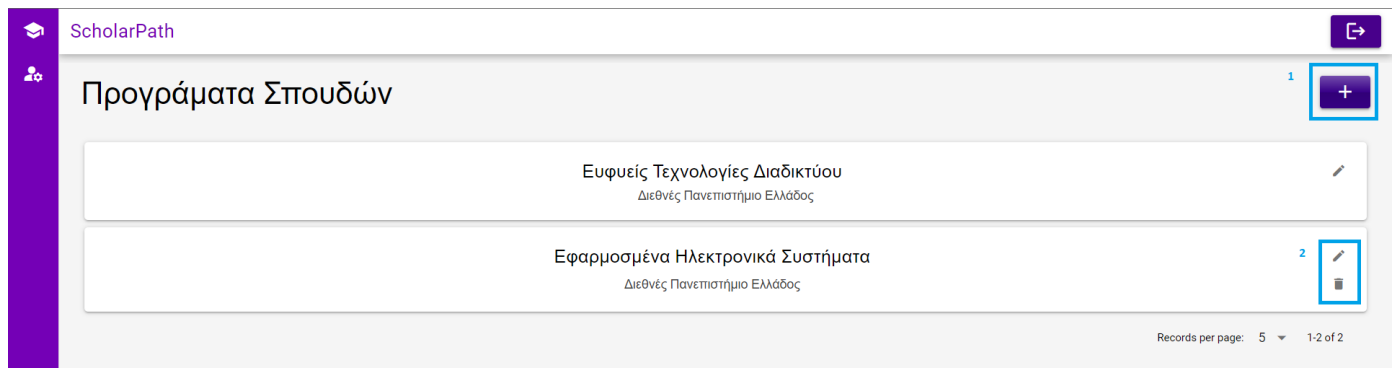 ScholarPath
Προγράματα Σπουδών
1
Ευφυείς Τεχνολογίες Διαδικτύου
Διεθνές Πανεπιστήμιο Ελλάδος
Εφαρμοσμένα Ηλεκτρονικά Συστήματα
2
Διεθνές Πανεπιστήμιο Ελλάδος
Records per page: 5 1-2 of 2